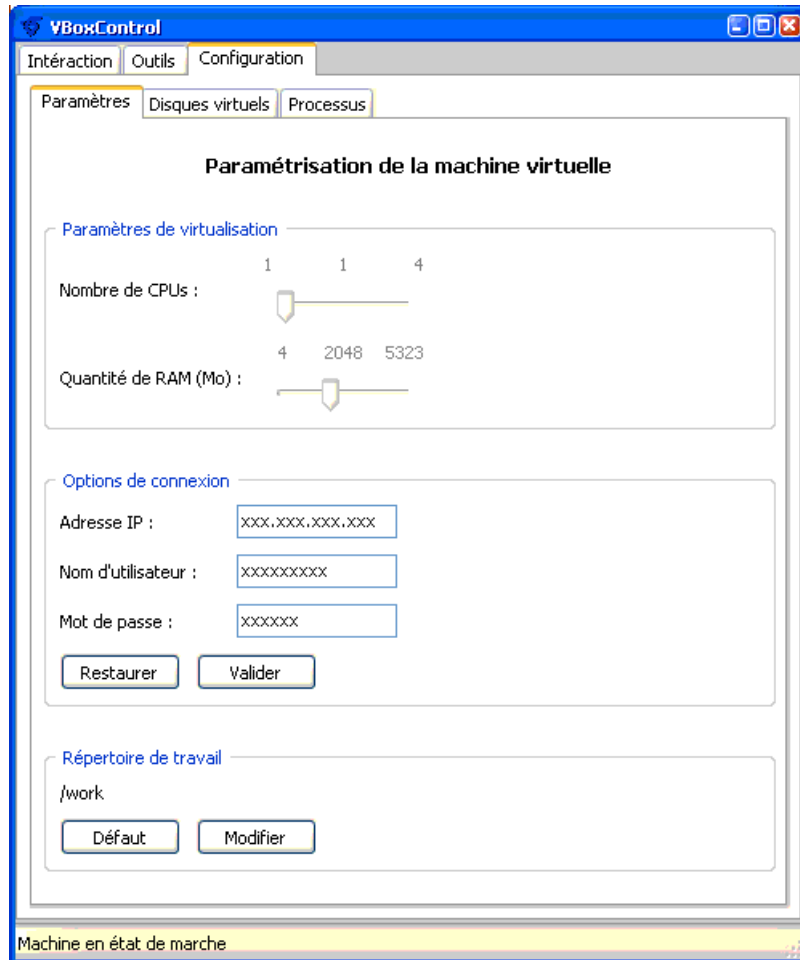 VBoxControl
Intéraction Outils Configuration
Paramètres Disques virtuels Processus
Paramétrisation de la machine virtuelle
Paramètres de virtualisation
1 1 4
Nombre de CPUs :
4 2048 5323
Quantité de RAM (Mo) :
Options de connexion
Adresse IP : xxx.xxx.xxx.xxx
Nom d'utilisateur : xxxxxxxxx
Mot de passe : xxxxxx
Restaurer Valider
Répertoire de travail
/work
Défaut Modifier
Machine en état de marche